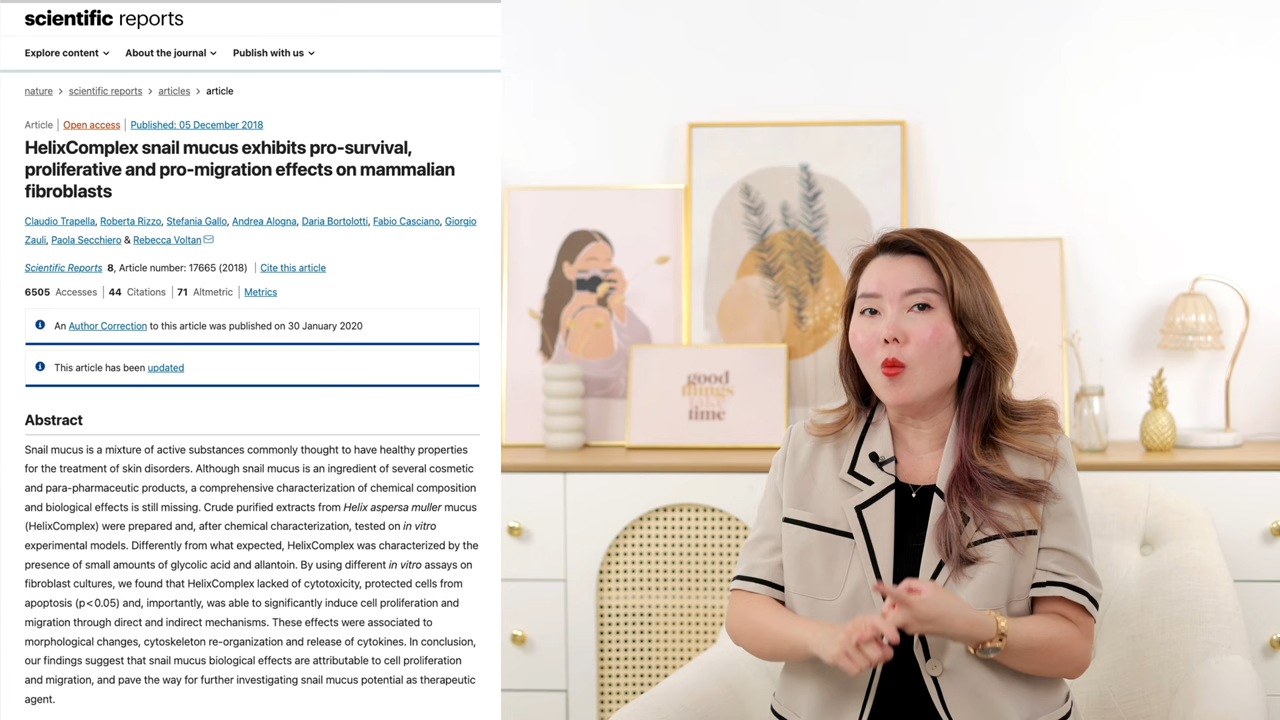 scientific reports
Explore content About the journal Publish with us
nature > scientific reports > articles > article
Article | Open access | Published: 05 December 2018
HelixComplex snail mucus exhibits pro-survival,
proliferative and pro-migration effects on mammalian
fibroblasts
Claudio Trapella, Roberta Rizzo, Stefania Gallo, Andrea Alogna, Daria Bortolotti, Fabio Casciano, Giorgio
Zauli, Paola Secchiero & Rebecca Voltan
Scientific Reports 8, Article number: 17665 (2018) | Cite this article
6505 Accesses | 44 Citations | 71 Altmetric | Metrics
An Author Correction to this article was published on 30 January 2020
This article has been updated
Abstract
Snail mucus is a mixture of active substances commonly thought to have healthy properties
for the treatment of skin disorders. Although snail mucus is an ingredient of several cosmetic
and para-pharmaceutic products, a comprehensive characterization of chemical composition
and biological effects is still missing. Crude purified extracts from Helix aspersa muller mucus
(HelixComplex) were prepared and, after chemical characterization, tested on in vitro
experimental models. Differently from what expected, HelixComplex was characterized by the
presence of small amounts of glycolic acid and allantoin. By using different in vitro assays on
fibroblast cultures, we found that HelixComplex lacked of cytotoxicity, protected cells from
apoptosis (p<0.05) and, importantly, was able to significantly induce cell proliferation and
migration through direct and indirect mechanisms. These effects were associated to
morphological changes, cytoskeleton re-organization and release of cytokines. In conclusion,
our findings suggest that snail mucus biological effects are attributable to cell proliferation
and migration, and pave the way for further investigating snail mucus potential as therapeutic
agent.
good
things
take
time